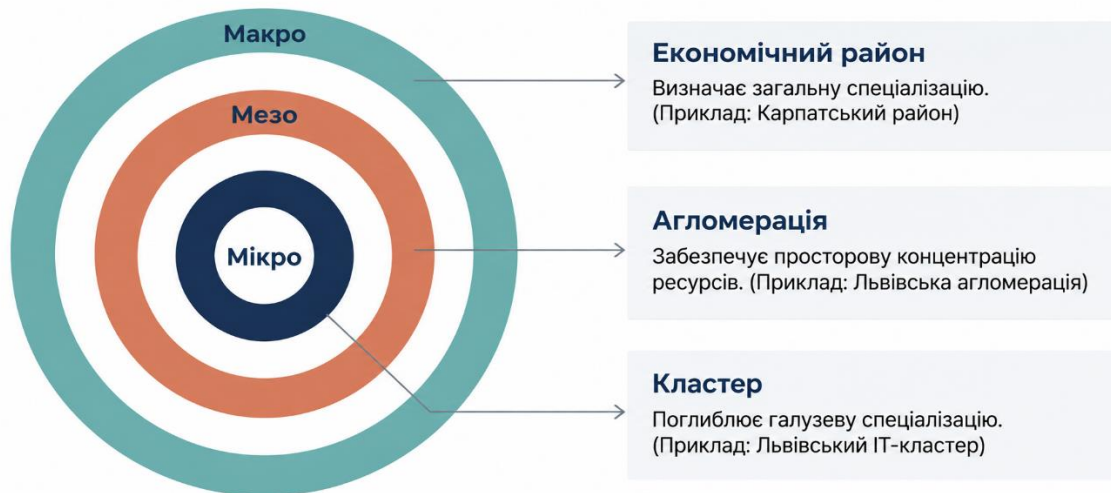 Макро
Мезо
Мікро
Економічний район
Визначає загальну спеціалізацію.
(Приклад: Карпатський район)
Агломерація
Забезпечує просторову концентрацію
ресурсів. (Приклад: Львівська агломерація)
Кластер
Поглиблює галузеву спеціалізацію.
(Приклад: Львівський ІТ-кластер)